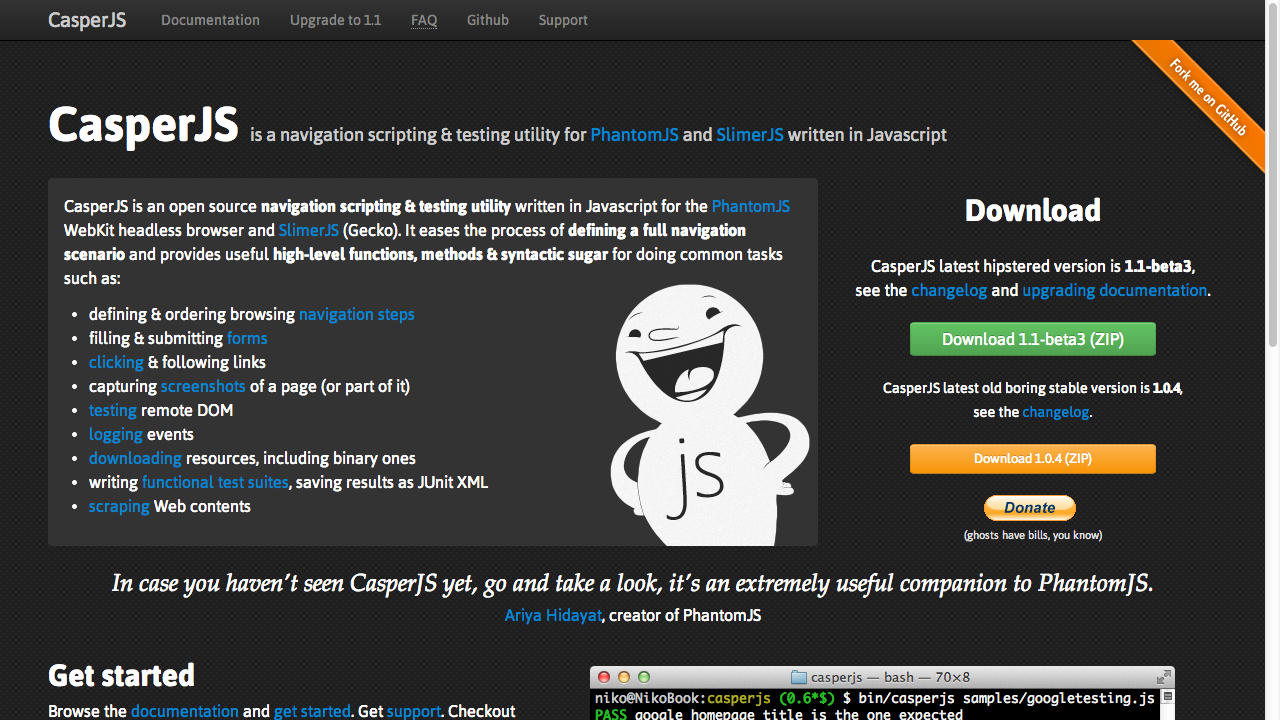 CasperJS Documentation Upgrade to 1.1 FAQ Github Support
Fork me on GitHub
CasperJS is a navigation scripting & testing utility for PhantomJS and SlimerJS written in Javascript
CasperJS is an open source navigation scripting & testing utility written in Javascript for the PhantomJS
WebKit headless browser and SlimerJS (Gecko). It eases the process of defining a full navigation
scenario and provides useful high-level functions, methods & syntactic sugar for doing common tasks
such as:
• defining & ordering browsing navigation steps
• filling & submitting forms
• clicking & following links
• capturing screenshots of a page (or part of it)
• testing remote DOM
• logging events
• downloading resources, including binary ones
• writing functional test suites, saving results as JUnit XML
• scraping Web contents
js
Download
CasperJS latest hipstered version is 1.1-beta3,
see the changelog and upgrading documentation.
Download 1.1-beta3 (ZIP)
CasperJS latest old boring stable version is 1.0.4,
see the changelog.
Download 1.0.4 (ZIP)
Donate
(ghosts have bills, you know)
In case you haven't seen CasperJS yet, go and take a look, it's an extremely useful companion to PhantomJS.
Ariya Hidayat, creator of PhantomJS
Get started
Browse the documentation and get started. Get support. Checkout
casperjs — bash — 70×8
niko@NikoBook:casperjs (0.6*$) $ bin/casperjs samples/googletesting.js
PASS google homepage title is the one expected